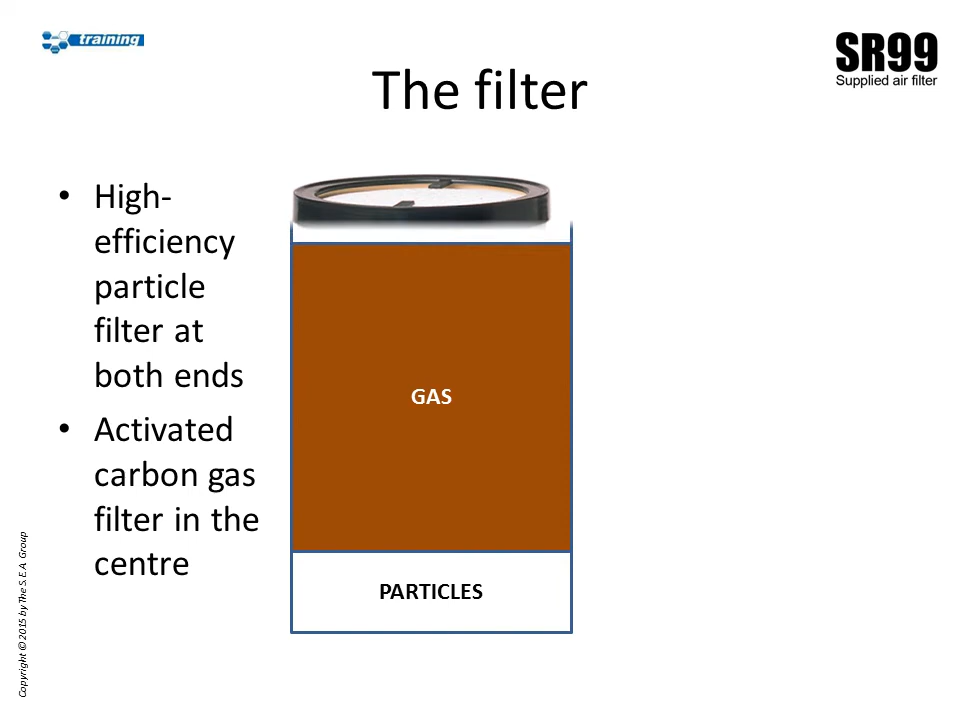 training
SR99
Supplied air filter
The filter
• High-
efficiency
particle
filter at
both ends
• Activated
carbon gas
filter in the
centre
GAS
PARTICLES
Copyright © 2015 by The S.E.A. Group